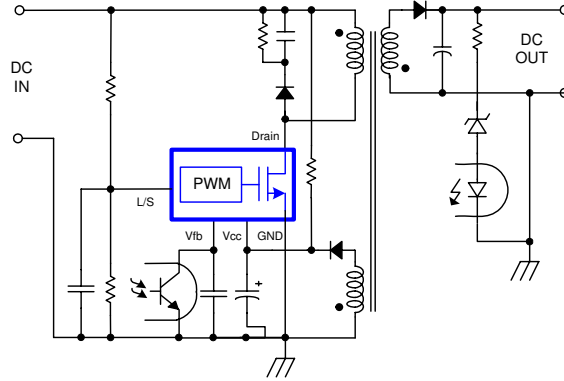 DC
IN
DC
OUT
Drain
PWM
L/S
Vfb
Vcc
GND
+